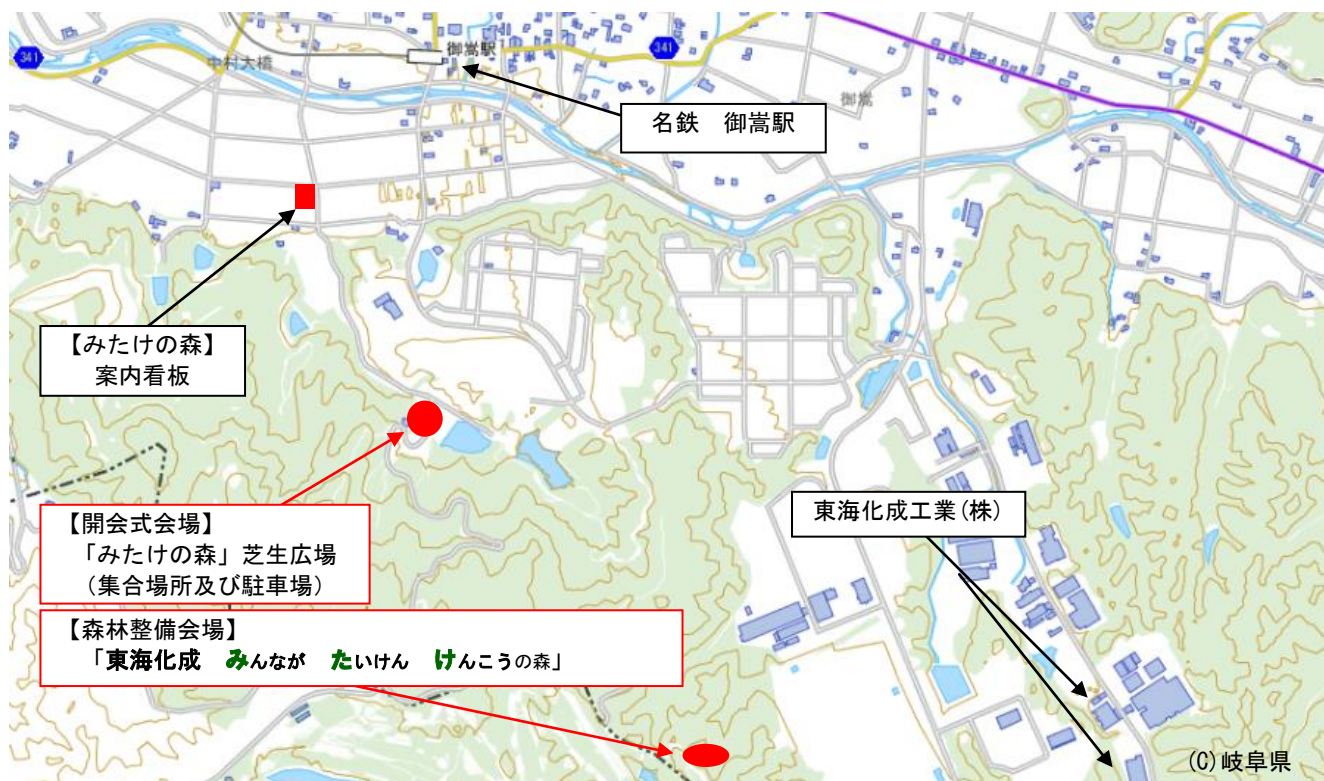 341
中村大橋
御嵩駅
341
御嵩
名鉄　御嵩駅
【みたけの森】
案内看板
【開会式会場】
「みたけの森」芝生広場
（集合場所及び駐車場）
【森林整備会場】
「東海化成　みんなが　たいけん　けんこうの森」
東海化成工業(株)
(C)岐阜県